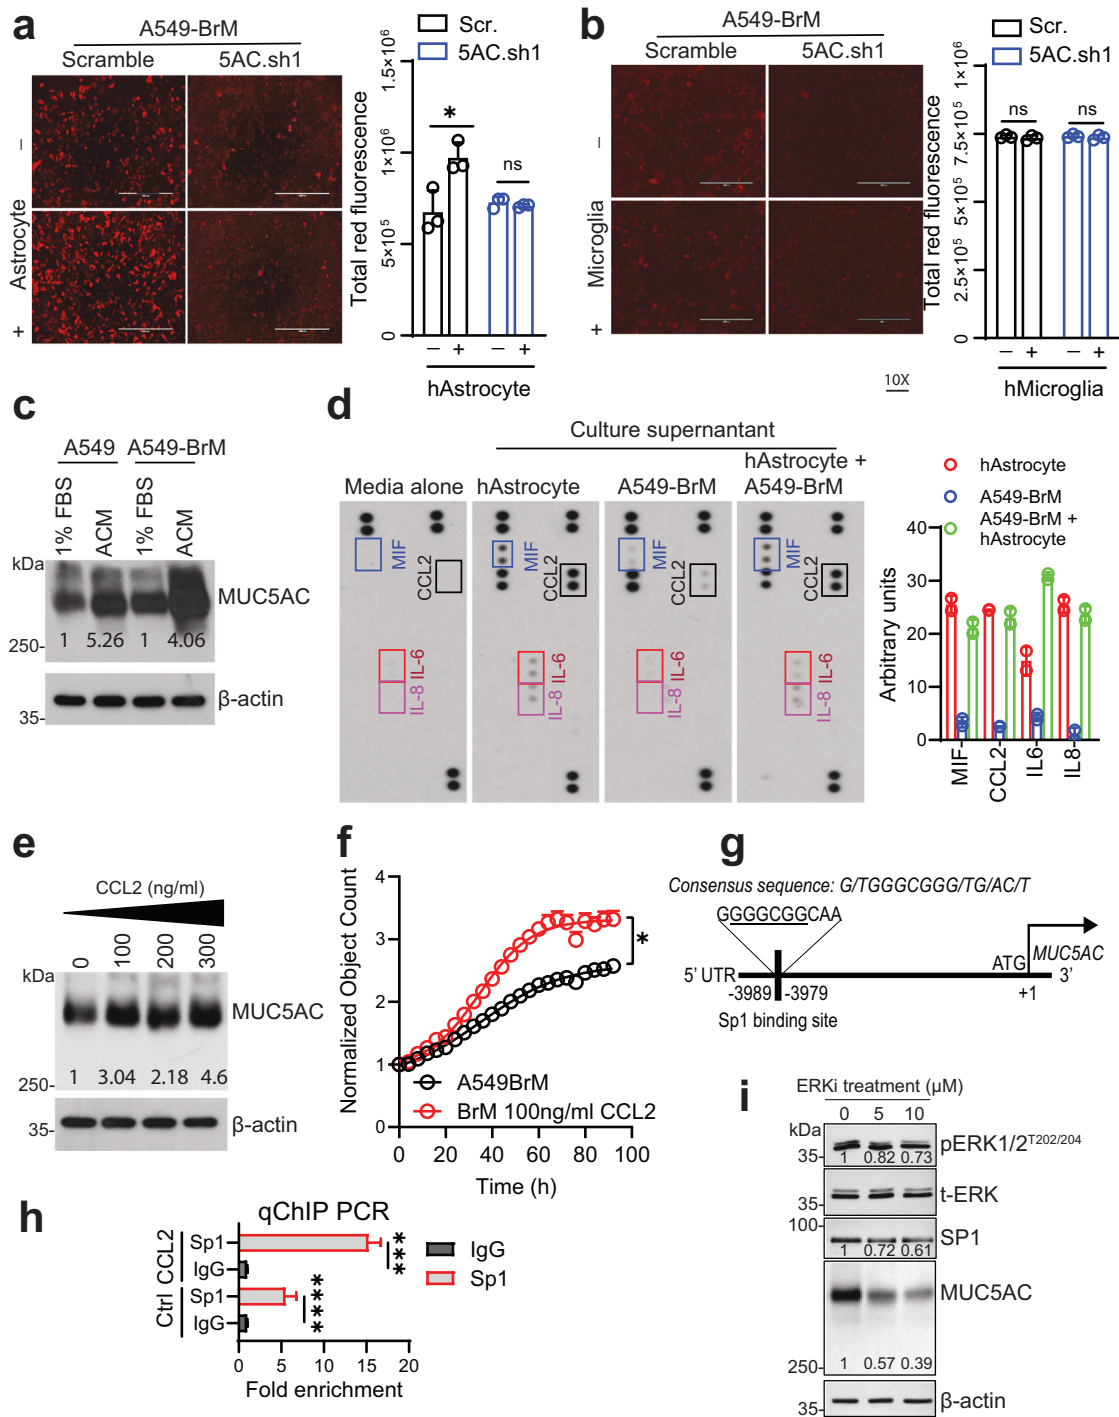 a
A549-BrM
Scramble 5AC.sh1
–
Astrocyte
+
Scr.
5AC.sh1
Total red fluorescence
1.5×10⁶
1×10⁶
5×10⁵
0
* ns
– + – +
hAstrocyte
b
A549-BrM
Scramble 5AC.sh1
–
Microglia
+
10X
Scr.
5AC.sh1
Total red fluorescence
1×10⁶
7.5×10⁵
5×10⁵
2.5×10⁵
0
ns ns
– + – +
hMicroglia
c
A549 A549-BrM
1% FBS ACM 1% FBS ACM
kDa
MUC5AC
1 5.26 1 4.06
250-
β-actin
35-
d
Culture supernantant
hAstrocyte +
Media alone hAstrocyte A549-BrM A549-BrM
MIF MIF MIF
CCL2 CCL2 CCL2 CCL2
IL-6 IL-6 IL-6 IL-6
IL-8 IL-8 IL-8 IL-8
hAstrocyte
A549-BrM
A549-BrM +
hAstrocyte
Arbitrary units
40
30
20
10
0
MIF CCL2 IL6 IL8
e
CCL2 (ng/ml)
0 100 200 300
kDa
MUC5AC
1 3.04 2.18 4.6
250-
β-actin
35-
f
Normalized Object Count
4
3
2
1
0
*
A549BrM
BrM 100ng/ml CCL2
0 20 40 60 80 100
Time (h)
g
Consensus sequence: G/TGGGCGGG/TG/AC/T
GGGGCGGCAA
5' UTR ATG MUC5AC 3'
-3989 -3979 +1
Sp1 binding site
h
qChIP PCR
CCL2 Sp1 ***
IgG
Ctrl Sp1 ****
IgG
IgG
Sp1
0 5 10 15 20
Fold enrichment
i
ERKi treatment (µM)
0 5 10
kDa
pERK1/2T202/204
35-
1 0.82 0.73
t-ERK
35-
100-
SP1
1 0.72 0.61
MUC5AC
250-
1 0.57 0.39
β-actin
35-